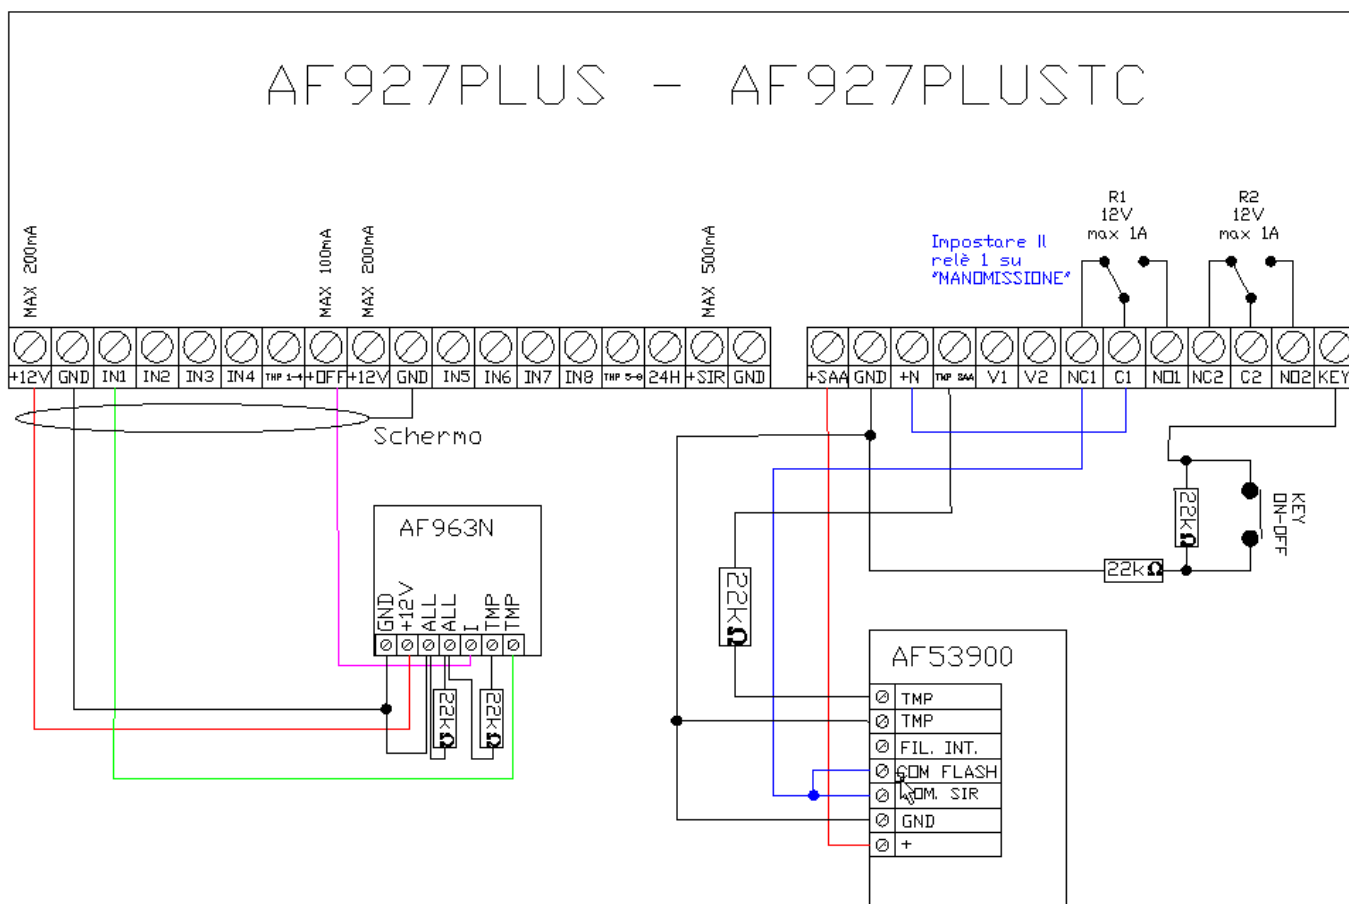 AF927PLUS - AF927PLUSTC
R1
12V
max 1A
R2
12V
max 1A
Impostare Il
relè 1 su
"MANOMISSIONE"
MAX 200mA
MAX 100mA
MAX 200mA
MAX 500mA
+12V GND IN1 IN2 IN3 IN4 TMP 1-4 +OFF +12V GND IN5 IN6 IN7 IN8 TMP 5-8 24H +SIR GND
+SAA GND +N TMP SAA V1 V2 NC1 C1 NO1 NC2 C2 NO2 KEY
Schermo
AF963N
GND
+12V
ALL
ALL
I
TMP
TMP
22kΩ
22kΩ
22kΩ
22kΩ
22kΩ
KEY
ON-OFF
AF53900
TMP
TMP
FIL. INT.
COM FLASH
COM. SIR
GND
+